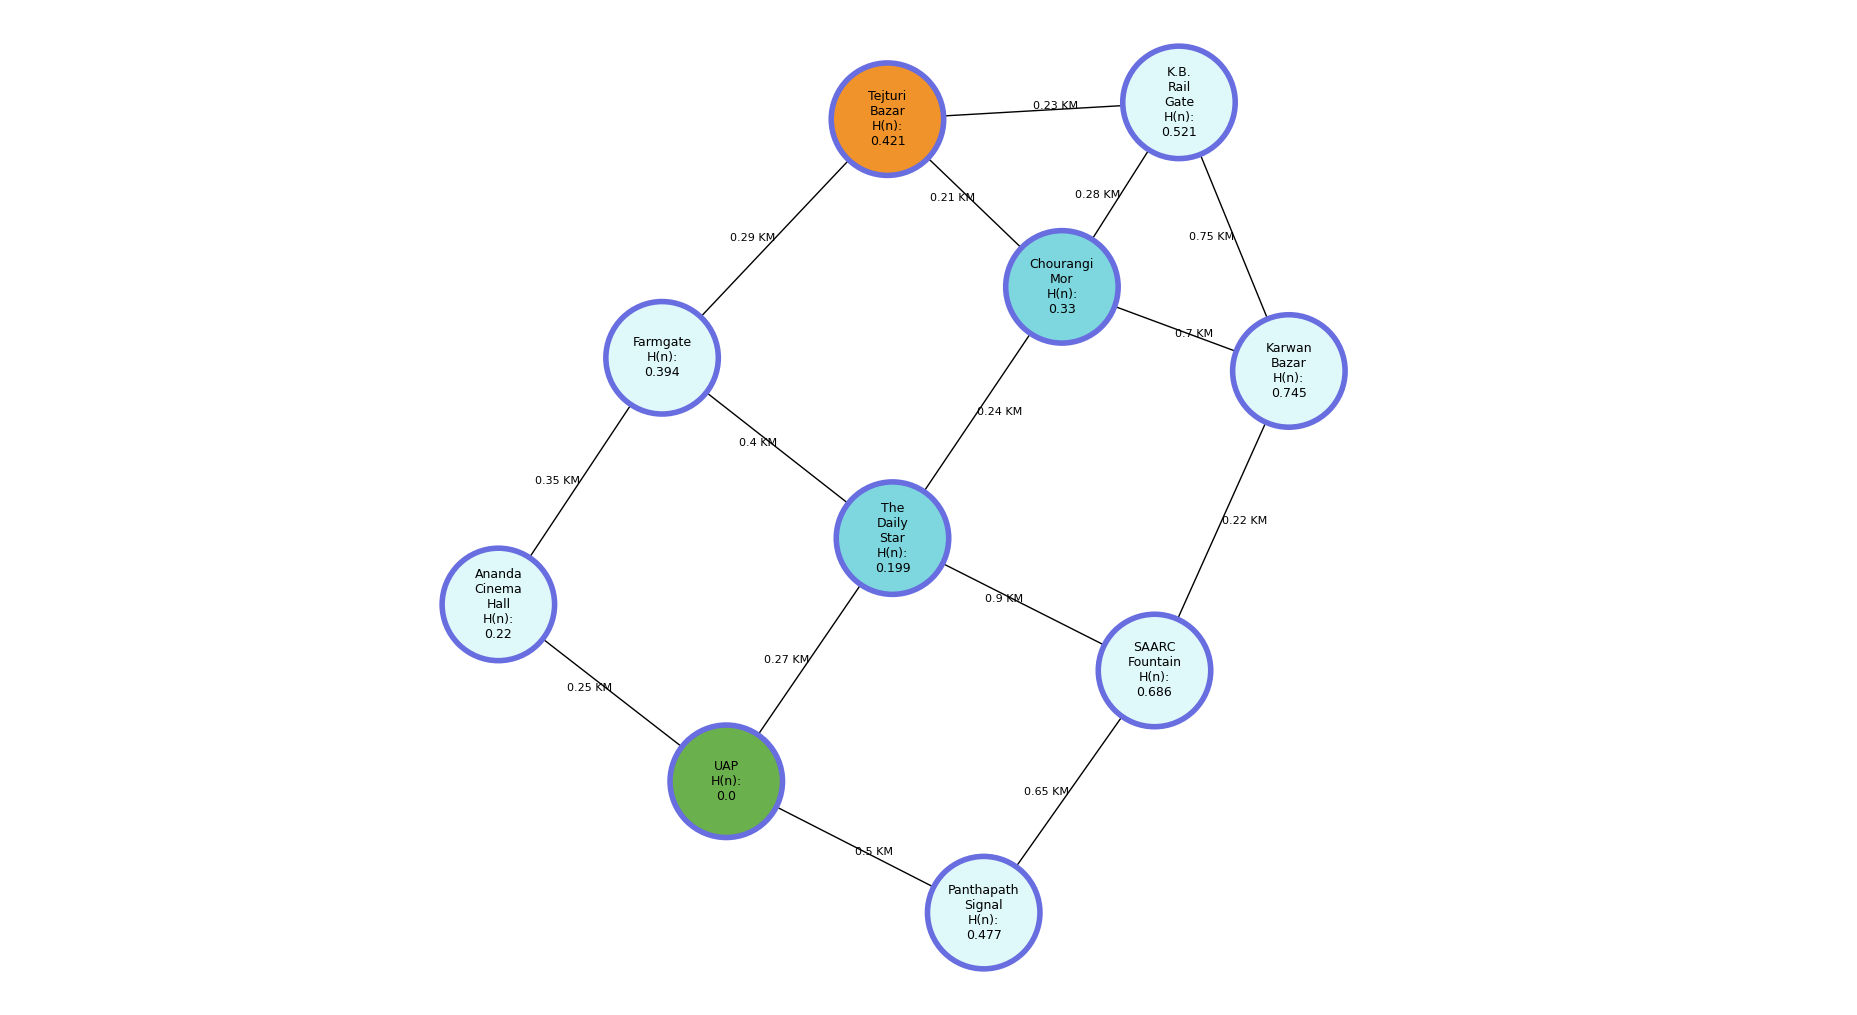 K.B.
Rail
Gate
H(n):
0.521
Tejturi
Bazar
H(n):
0.421
0.23 KM
0.21 KM
0.28 KM
0.29 KM
0.75 KM
Chourangi
Mor
H(n):
0.33
0.7 KM
Farmgate
H(n):
0.394
Karwan
Bazar
H(n):
0.745
0.24 KM
0.4 KM
0.35 KM
0.22 KM
The
Daily
Star
H(n):
0.199
Ananda
Cinema
Hall
H(n):
0.22
0.9 KM
0.27 KM
SAARC
Fountain
H(n):
0.686
0.25 KM
UAP
H(n):
0.0
0.65 KM
0.5 KM
Panthapath
Signal
H(n):
0.477